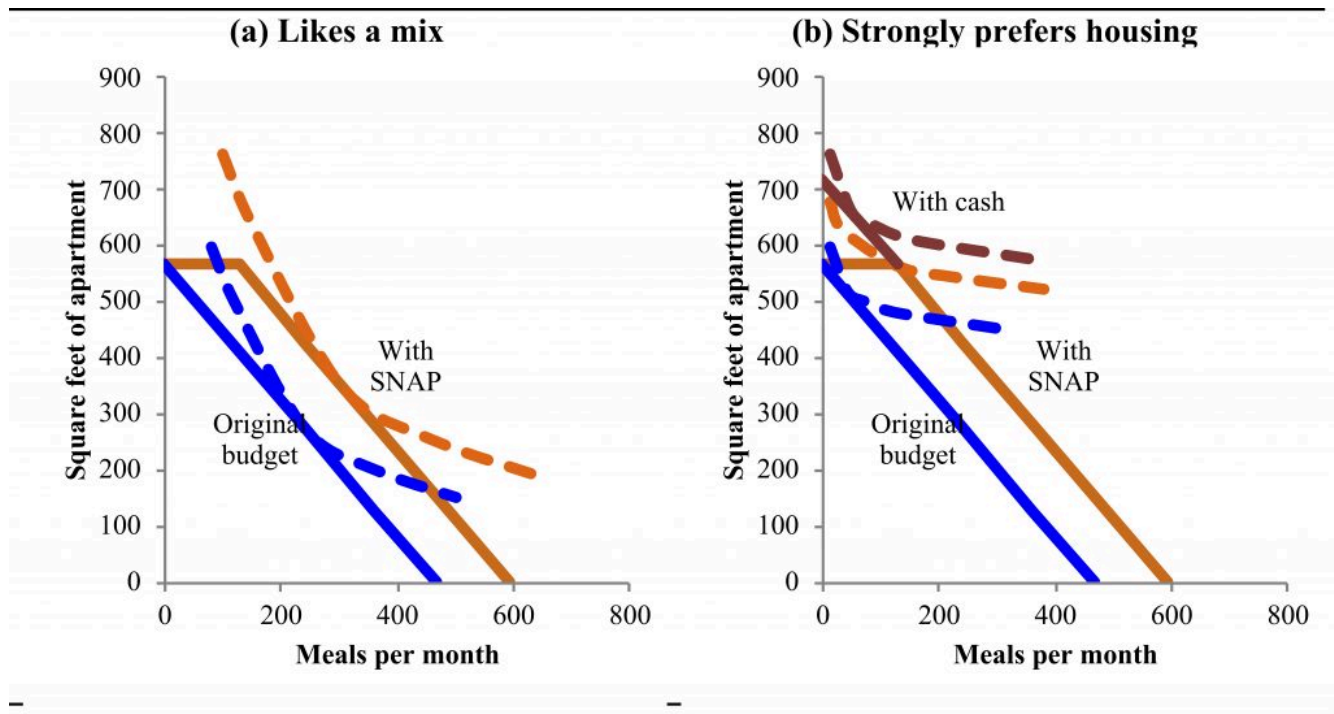 (a) Likes a mix
900
800
700
600
500
400
300
200
100
0
0 200 400 600 800
Square feet of apartment
Meals per month
With
SNAP
Original
budget
(b) Strongly prefers housing
900
800
700
600
500
400
300
200
100
0
0 200 400 600 800
Square feet of apartment
Meals per month
With cash
With
SNAP
Original
budget